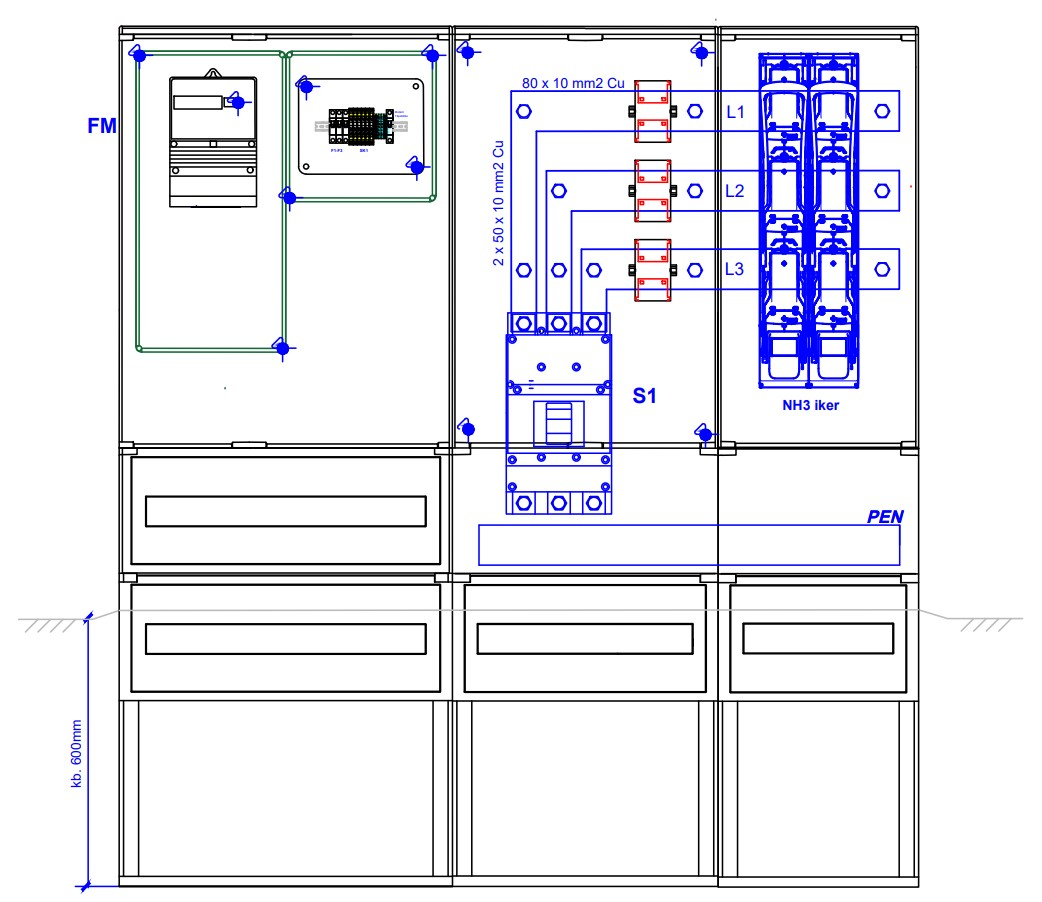 80 x 10 mm2 Cu
FM
L1
2 x 50 x 10 mm2 Cu
L2
L3
S1
NH3 iker
PEN
kb. 600mm